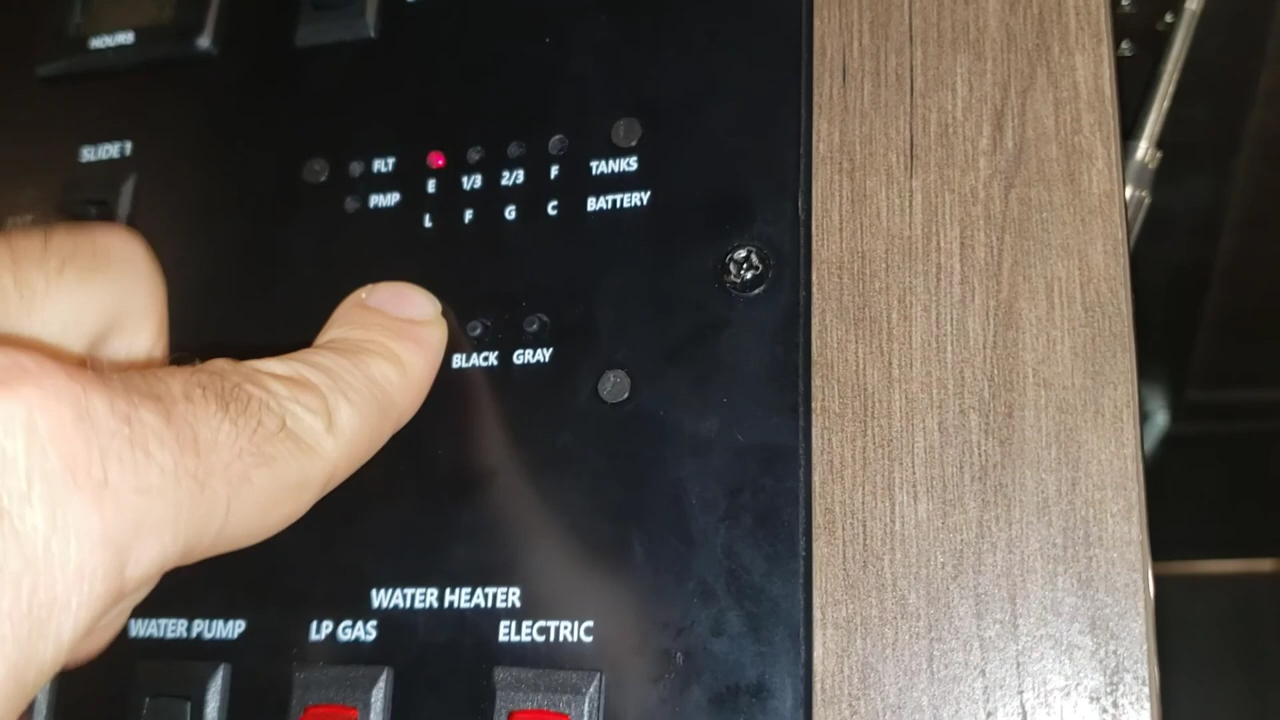 HOURS
SLIDE 1
FLT E 1/3 2/3 F TANKS
PMP L F G C BATTERY
BLACK GRAY
WATER HEATER
WATER PUMP LP GAS ELECTRIC